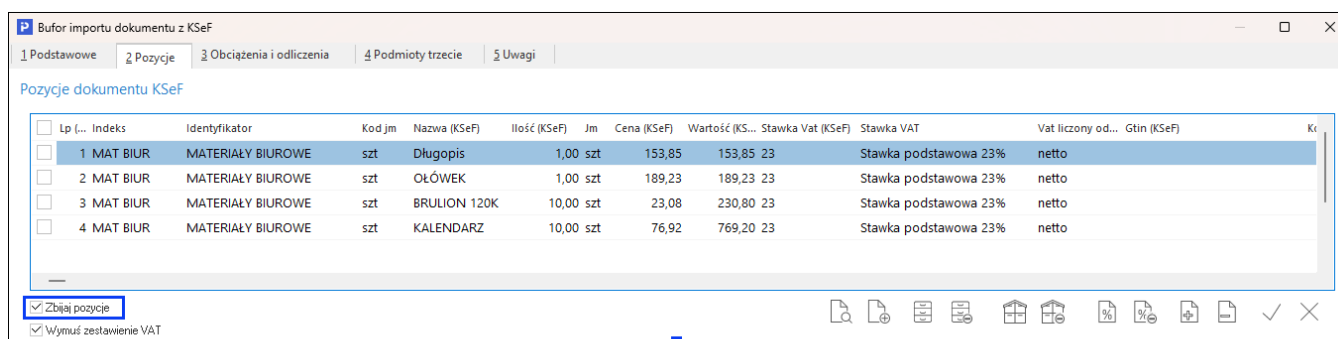 Bufor importu dokumentu z KSeF
1 Podstawowe 2 Pozycje 3 Obciążenia i odliczenia 4 Podmioty trzecie 5 Uwagi
Pozycje dokumentu KSeF
Lp (... Indeks Identyfikator Kod jm Nazwa (KSeF) Ilość (KSeF) Jm Cena (KSeF) Wartość (KS... Stawka Vat (KSeF) Stawka VAT Vat liczony od... Gtin (KSeF)
1 MAT BIUR MATERIAŁY BIUROWE szt Długopis 1,00 szt 153,85 153,85 23 Stawka podstawowa 23% netto
2 MAT BIUR MATERIAŁY BIUROWE szt OŁÓWEK 1,00 szt 189,23 189,23 23 Stawka podstawowa 23% netto
3 MAT BIUR MATERIAŁY BIUROWE szt BRULION 120K 10,00 szt 23,08 230,80 23 Stawka podstawowa 23% netto
4 MAT BIUR MATERIAŁY BIUROWE szt KALENDARZ 10,00 szt 76,92 769,20 23 Stawka podstawowa 23% netto
Zbijaj pozycje
Wymuś zestawienie VAT